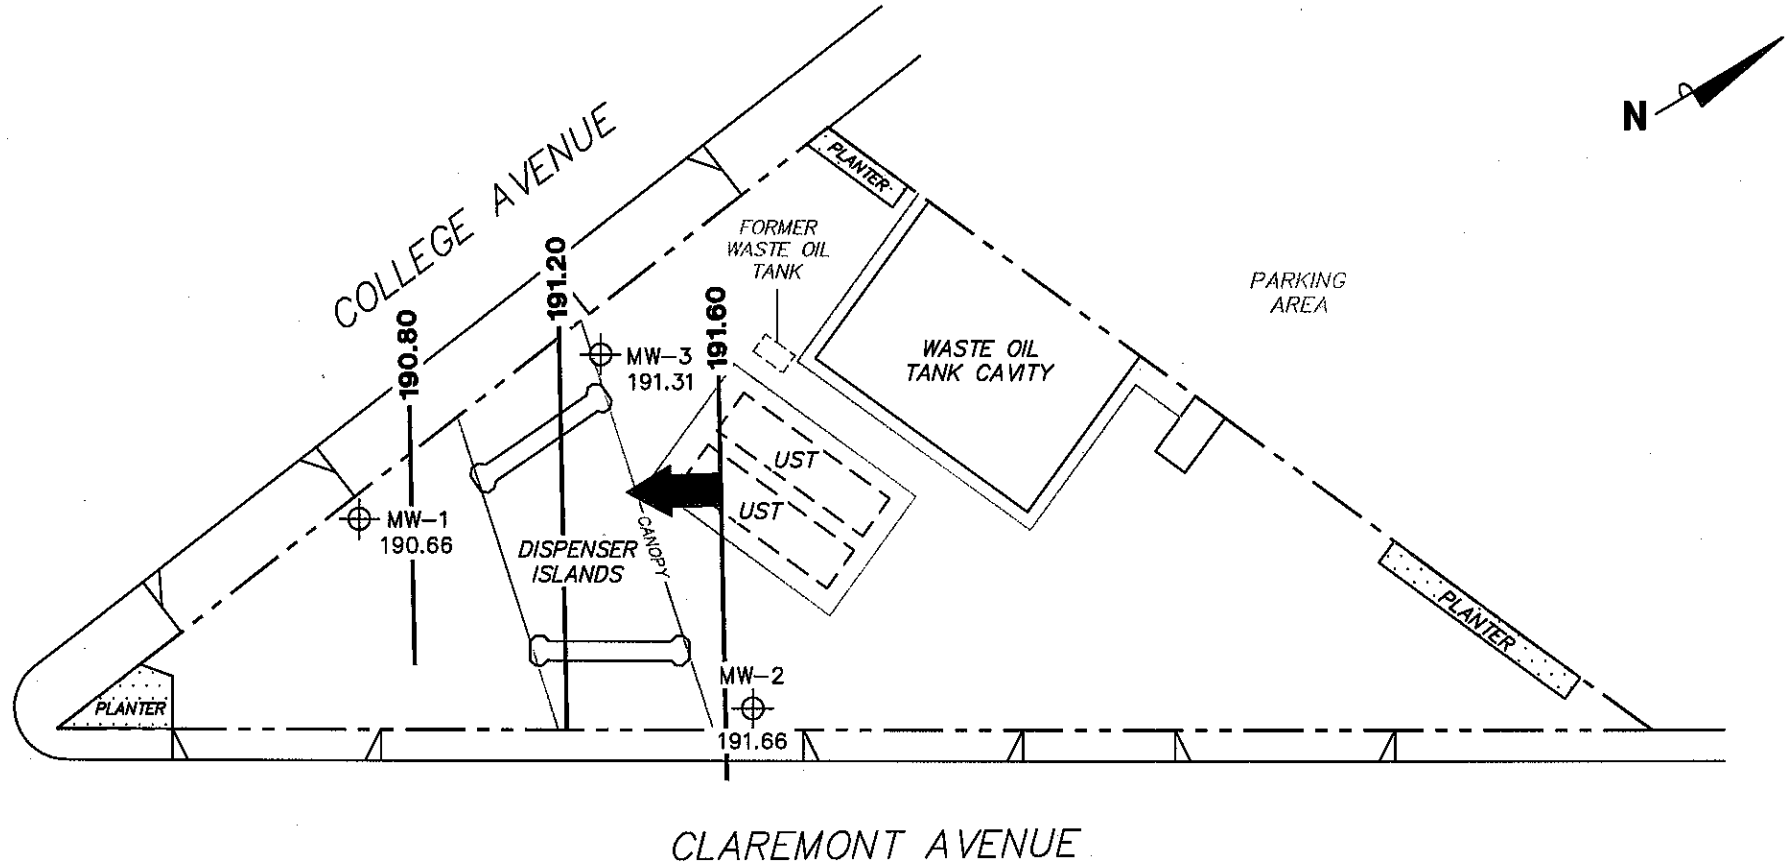 N
COLLEGE AVENUE
PLANTER
FORMER
WASTE OIL
TANK
PARKING
AREA
191.20
191.60
190.80
WASTE OIL
TANK CAVITY
MW-3
191.31
UST
UST
MW-1
190.66
CANOPY
DISPENSER
ISLANDS
PLANTER
MW-2
191.66
PLANTER
CLAREMONT AVENUE